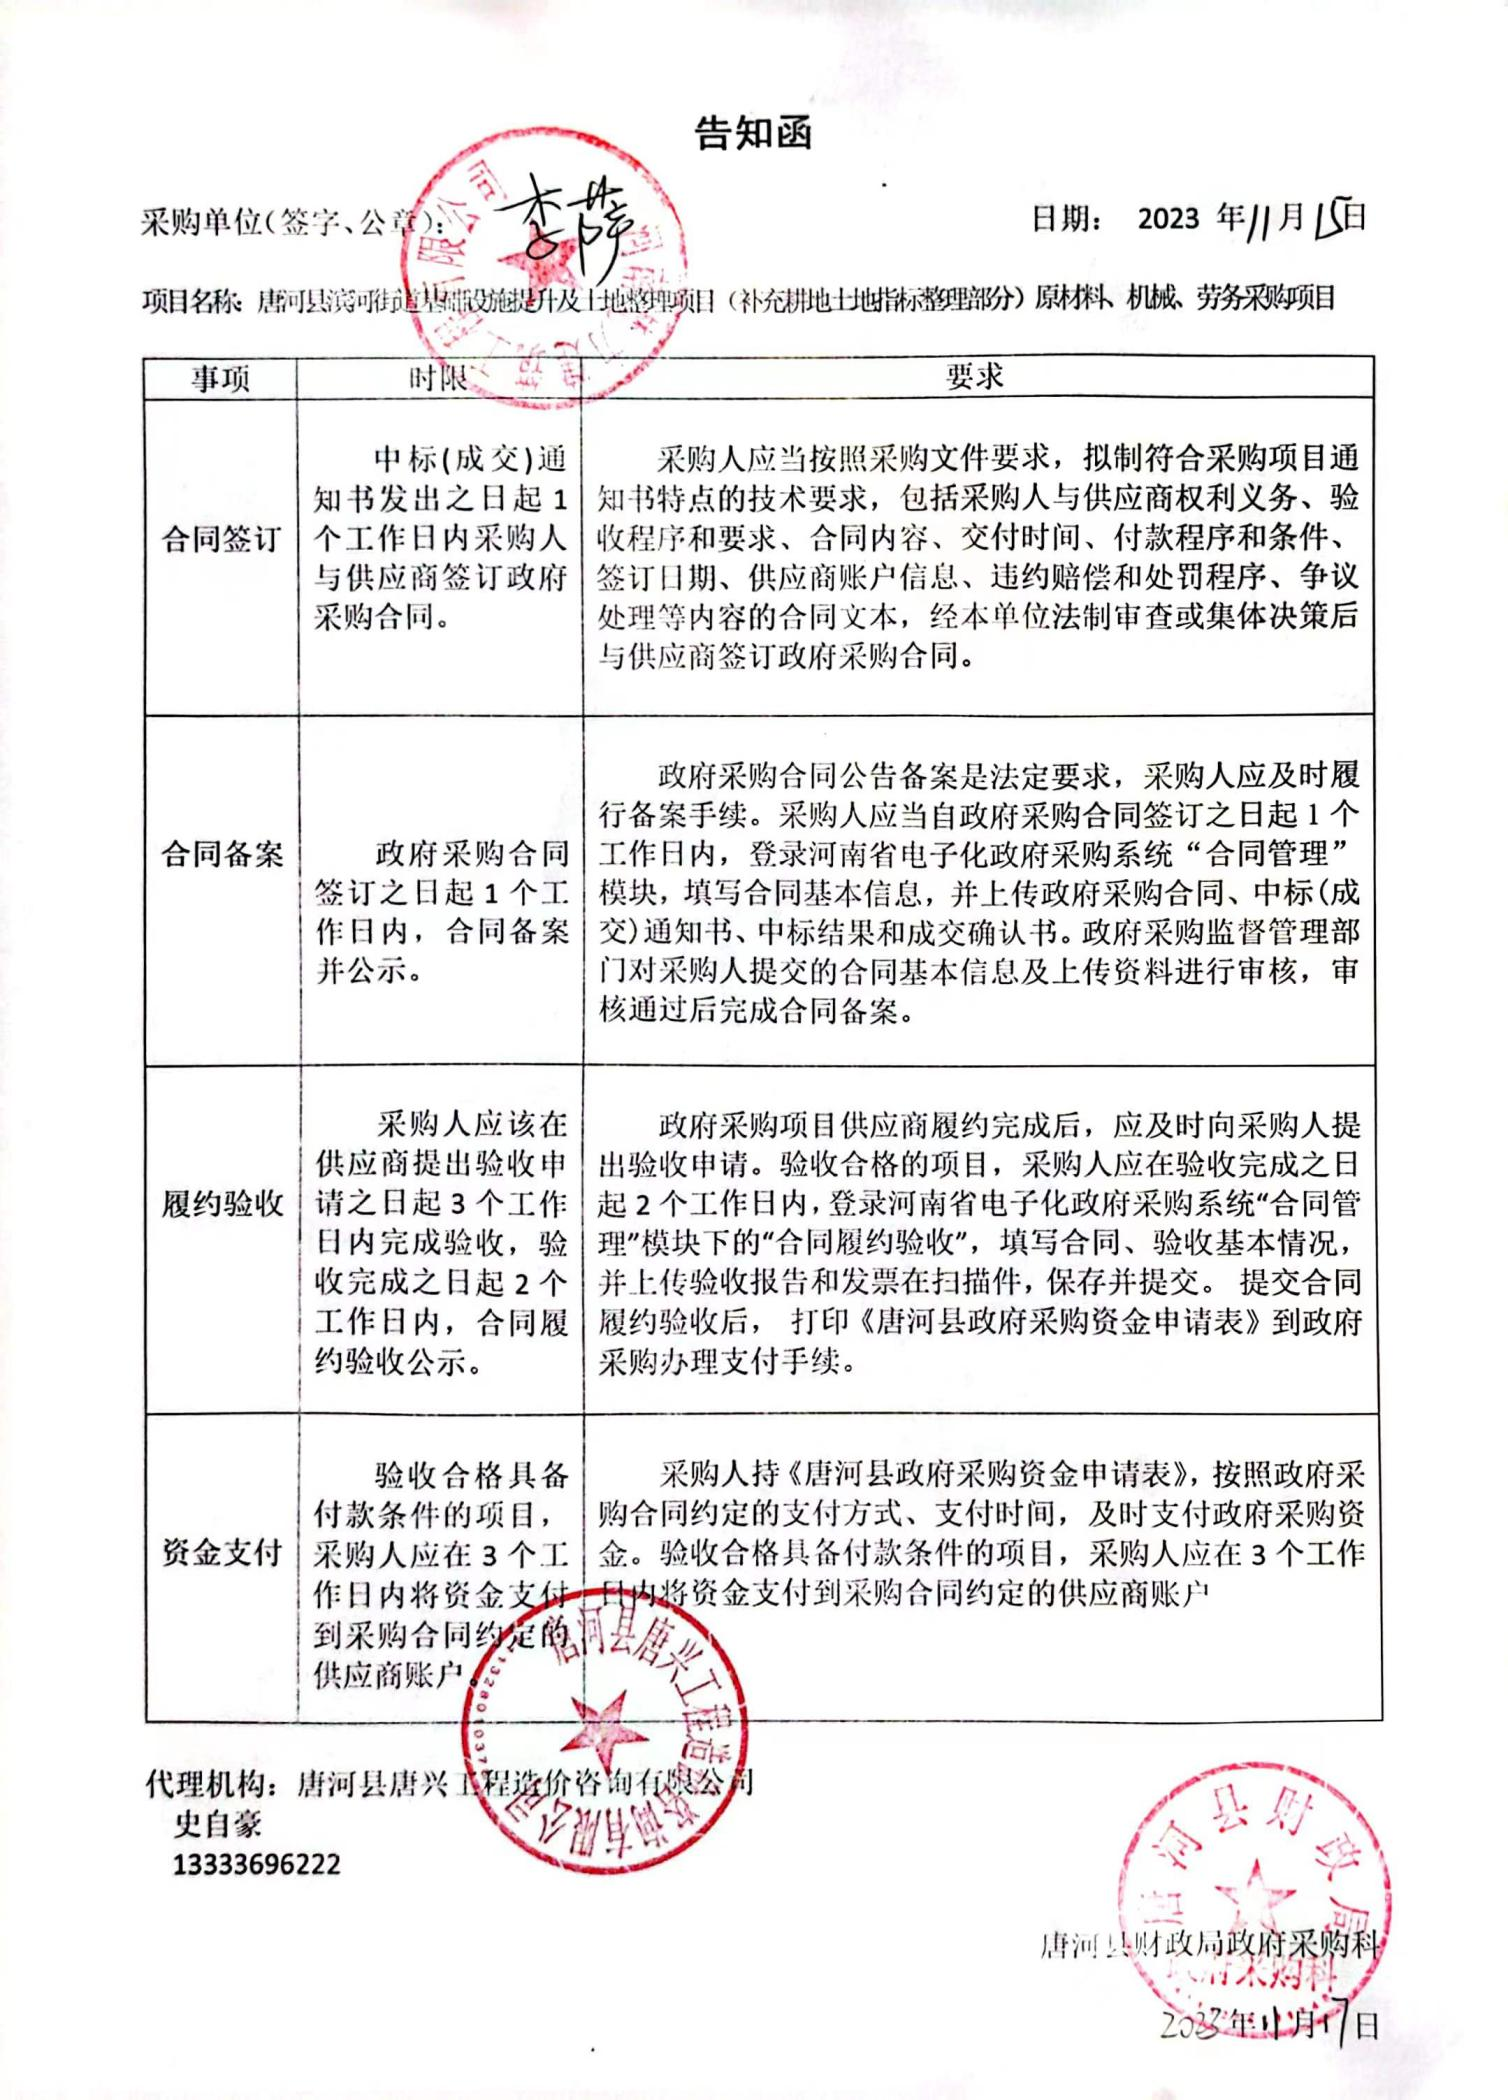 告知函
采购单位(签字、公章):
李萨
日期: 2023 年11月15日
项目名称: 唐河县滨河街道基础设施提升及土地整理项目（补充耕地土地指标整理部分）原材料、机械、劳务采购项目
事项
时限
要求
合同签订
中标(成交)通
知书发出之日起1
个工作日内采购人
与供应商签订政府
采购合同。
采购人应当按照采购文件要求，拟制符合采购项目通
知书特点的技术要求，包括采购人与供应商权利义务、验
收程序和要求、合同内容、交付时间、付款程序和条件、
签订日期、供应商账户信息、违约赔偿和处罚程序、争议
处理等内容的合同文本，经本单位法制审查或集体决策后
与供应商签订政府采购合同。
合同备案
政府采购合同
签订之日起1个工
作日内，合同备案
并公示。
政府采购合同公告备案是法定要求，采购人应及时履
行备案手续。采购人应当自政府采购合同签订之日起1个
工作日内，登录河南省电子化政府采购系统“合同管理”
模块，填写合同基本信息，并上传政府采购合同、中标(成
交)通知书、中标结果和成交确认书。政府采购监督管理部
门对采购人提交的合同基本信息及上传资料进行审核，审
核通过后完成合同备案。
履约验收
采购人应该在
供应商提出验收申
请之日起3个工作
日内完成验收，验
收完成之日起2个
工作日内，合同履
约验收公示。
政府采购项目供应商履约完成后，应及时向采购人提
出验收申请。验收合格的项目，采购人应在验收完成之日
起2个工作日内，登录河南省电子化政府采购系统“合同管
理”模块下的“合同履约验收”，填写合同、验收基本情况，
并上传验收报告和发票在扫描件，保存并提交。 提交合同
履约验收后， 打印《唐河县政府采购资金申请表》到政府
采购办理支付手续。
资金支付
验收合格具备
付款条件的项目，
采购人应在3个工
作日内将资金支付
到采购合同约定的
供应商账户。
采购人持《唐河县政府采购资金申请表》，按照政府采
购合同约定的支付方式、支付时间，及时支付政府采购资
金。验收合格具备付款条件的项目，采购人应在3个工作
日内将资金支付到采购合同约定的供应商账户
唐河县唐兴工程造价咨询有限公司
代理机构：唐河县唐兴工程造价咨询有限公司
史自豪
13333696222
唐河县财政局
政府采购科
唐河县财政局政府采购科
2023年11月17日